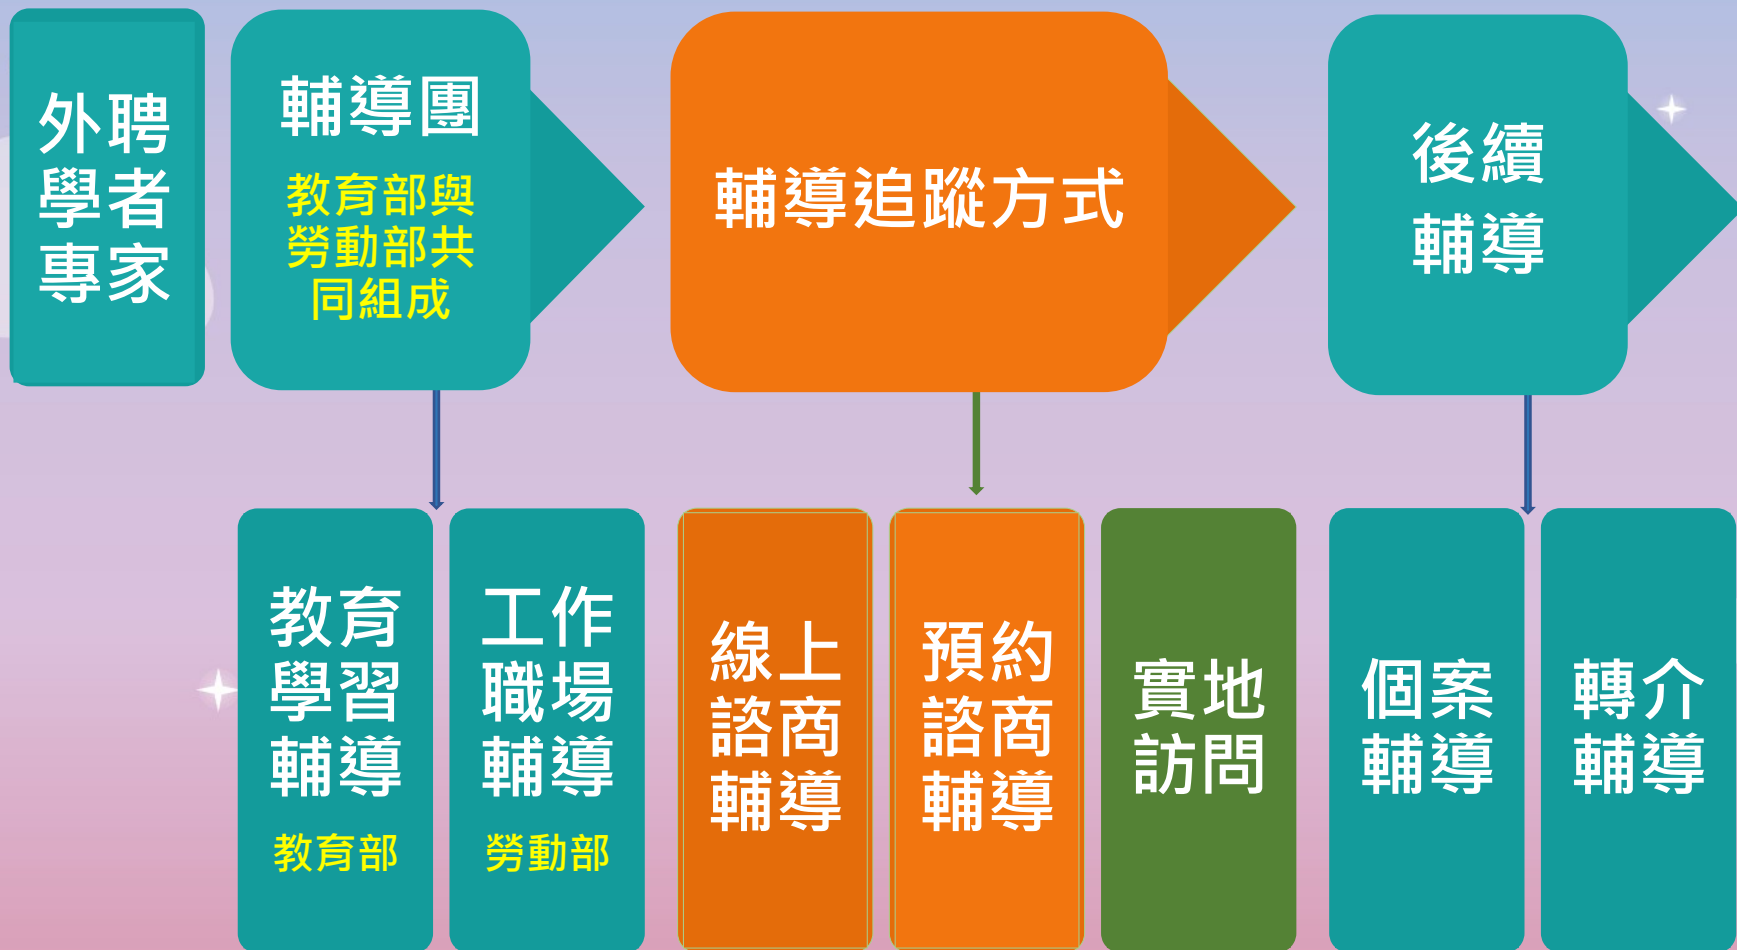 外聘
學者
專家
輔導團
教育部與
勞動部共
同組成
輔導追蹤方式
後續
輔導
教育
學習
輔導
教育部
工作
職場
輔導
勞動部
線上
諮商
輔導
預約
諮商
輔導
實地
訪問
個案
輔導
轉介
輔導